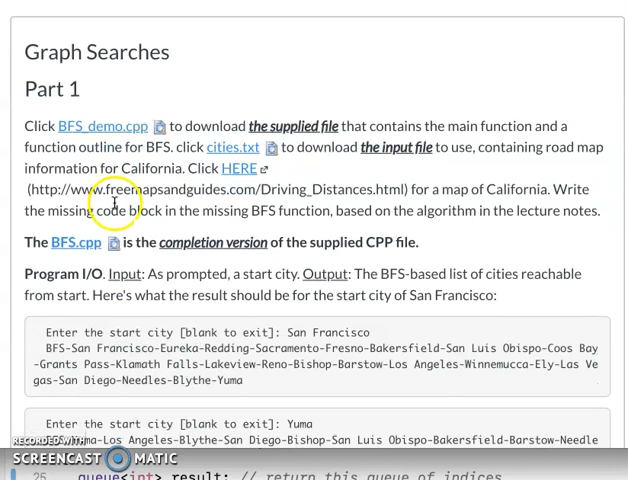 Graph Searches
Part 1
Click BFS_demo.cpp to download the supplied file that contains the main function and a
function outline for BFS. click cities.txt to download the input file to use, containing road map
information for California. Click HERE
(http://www.freemapsandguides.com/Driving_Distances.html) for a map of California. Write
the missing code block in the missing BFS function, based on the algorithm in the lecture notes.
The BFS.cpp is the completion version of the supplied CPP file.
Program I/O. Input: As prompted, a start city. Output: The BFS-based list of cities reachable
from start. Here's what the result should be for the start city of San Francisco:
Enter the start city [blank to exit]: San Francisco
BFS-San Francisco-Eureka-Redding-Sacramento-Fresno-Bakersfield-San Luis Obispo-Coos Bay
-Grants Pass-Klamath Falls-Lakeview-Reno-Bishop-Barstow-Los Angeles-Winnemucca-Ely-Las Ve
gas-San Diego-Needles-Blythe-Yuma
Enter the start city [blank to exit]: Yuma
uma-Los Angeles-Blythe-San Diego-Bishop-San Luis Obispo-Bakersfield-Barstow-Needle
RECORDED WITH
SCREENCAST MATIC
25 queue<int> result; // return this queue of indices